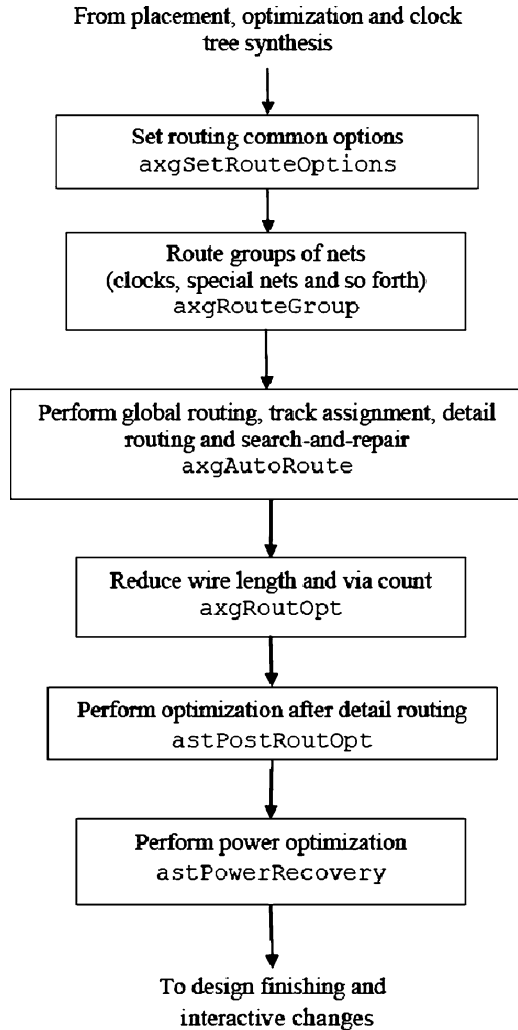 From placement, optimization and clock
tree synthesis
Set routing common options
axgSetRouteOptions
Route groups of nets
(clocks, special nets and so forth)
axgRouteGroup
Perform global routing, track assignment, detail
routing and search-and-repair
axgAutoRoute
Reduce wire length and via count
axgRoutOpt
Perform optimization after detail routing
astPostRoutOpt
Perform power optimization
astPowerRecovery
To design finishing and
interactive changes